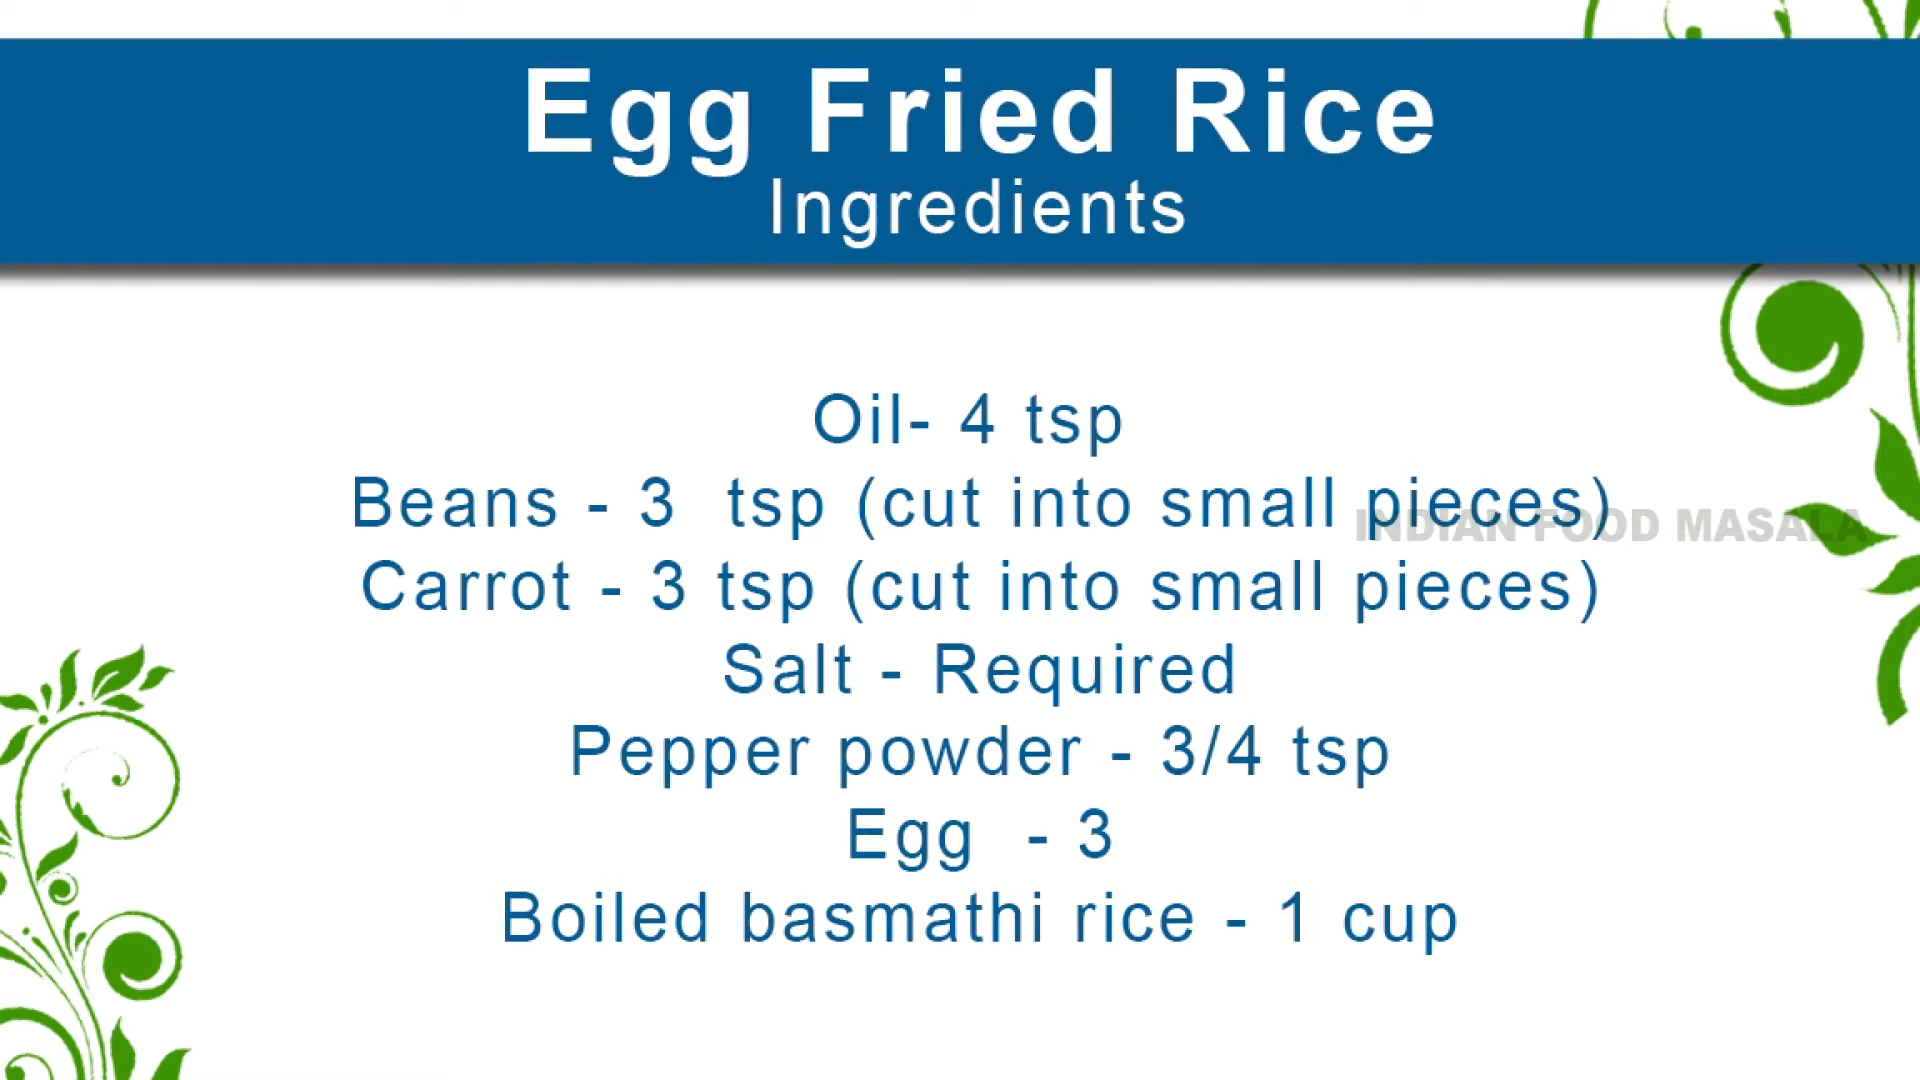 Egg Fried Rice
Ingredients
Oil- 4 tsp
Beans - 3 tsp (cut into small pieces)
INDIAN FOOD MASALA
Carrot - 3 tsp (cut into small pieces)
Salt - Required
Pepper powder - 3/4 tsp
Egg - 3
Boiled basmathi rice - 1 cup